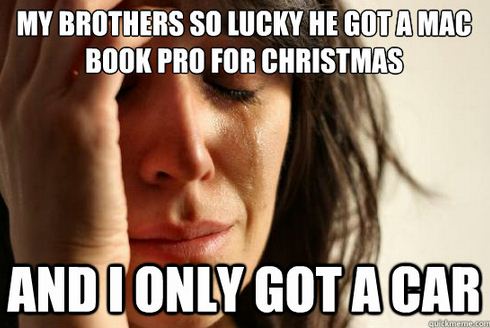 MY BROTHERS SO LUCKY HE GOT A MAC
BOOK PRO FOR CHRISTMAS
AND I ONLY GOT A CAR
quickmeme.com